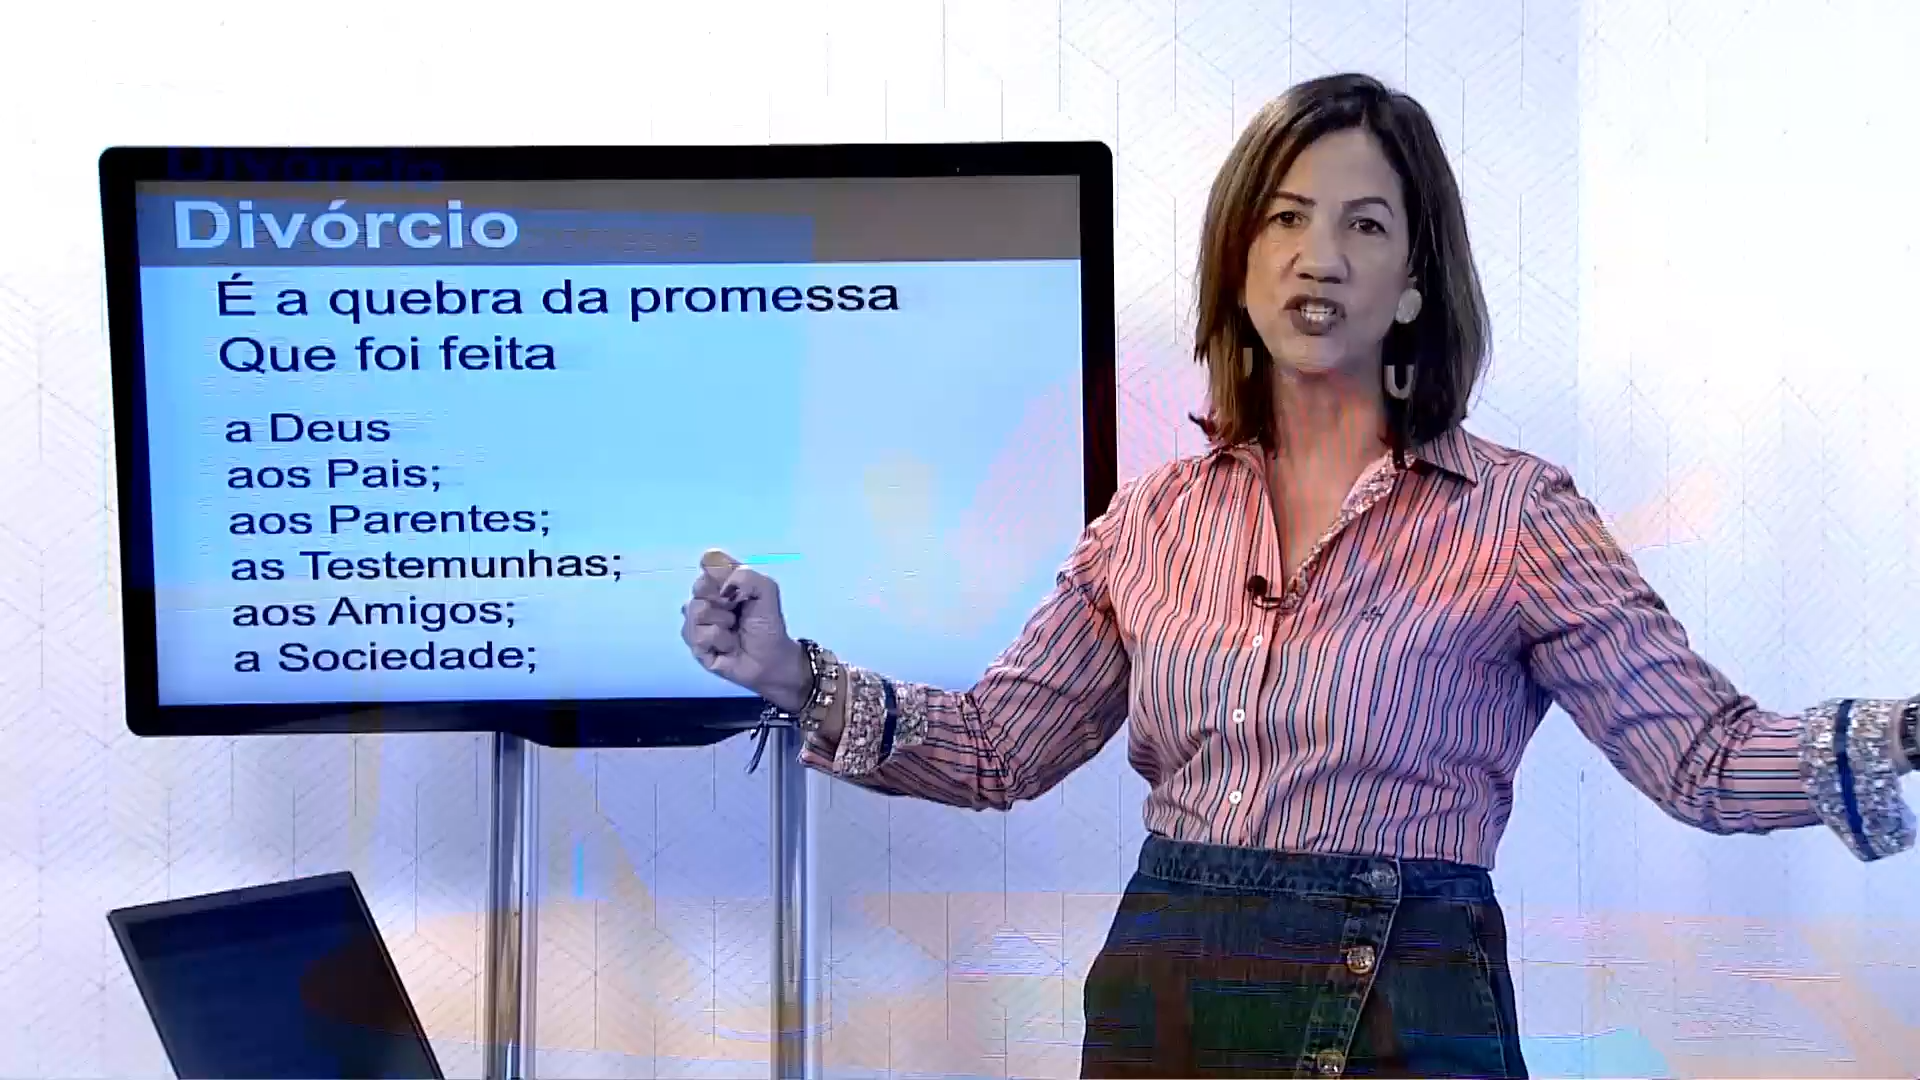 Divórcio
É a quebra da promessa
Que foi feita
a Deus
aos Pais;
aos Parentes;
as Testemunhas;
aos Amigos;
a Sociedade;